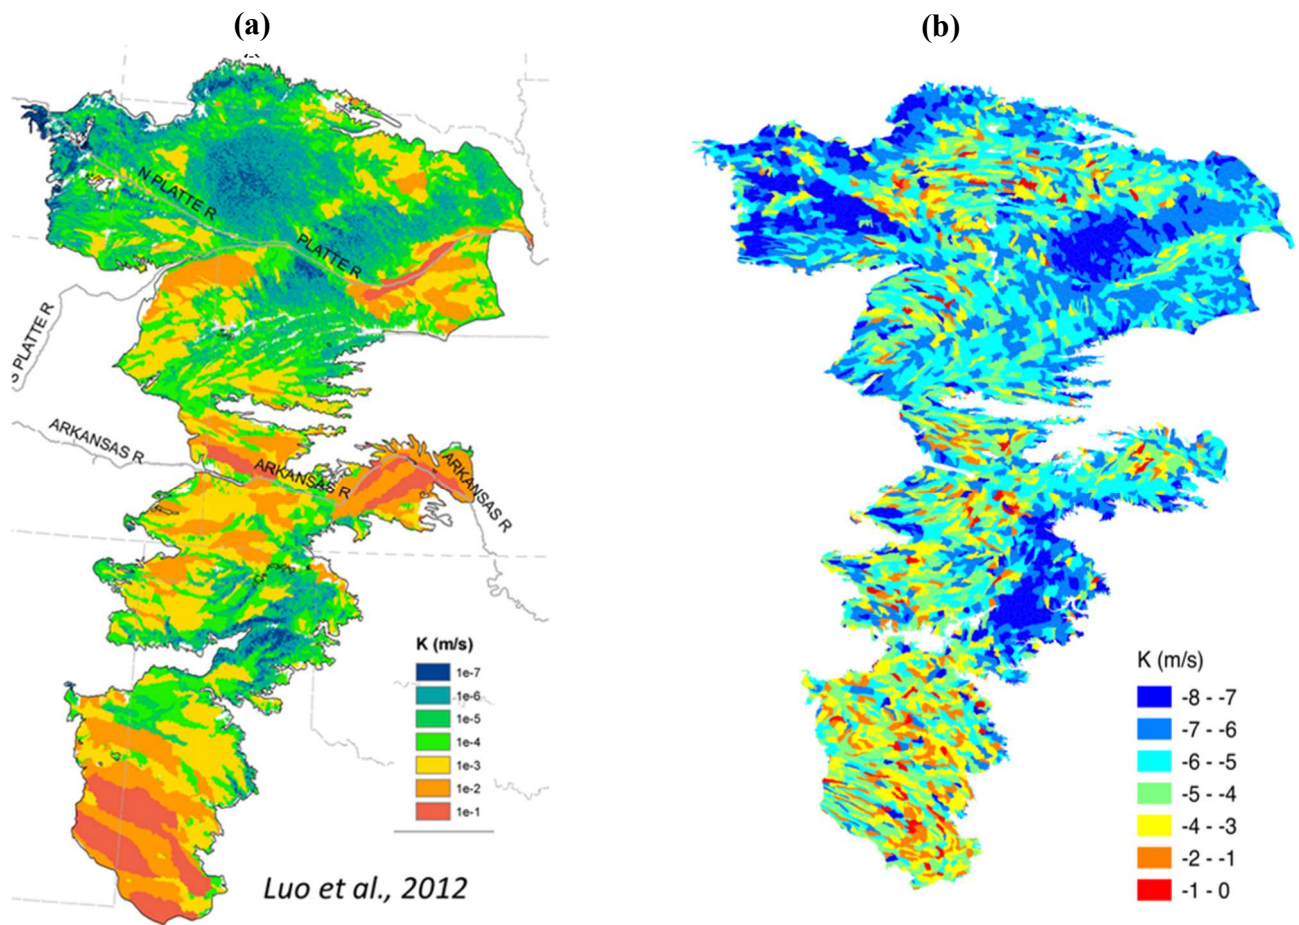 (a)
(b)
N PLATTE R
PLATTE R
S PLATTE R
ARKANSAS R
ARKANSAS R
ARKANSAS R
K (m/s)
1e-7
1e-6
1e-5
1e-4
1e-3
1e-2
1e-1
Luo et al., 2012
K (m/s)
-8 - -7
-7 - -6
-6 - -5
-5 - -4
-4 - -3
-2 - -1
-1 - 0